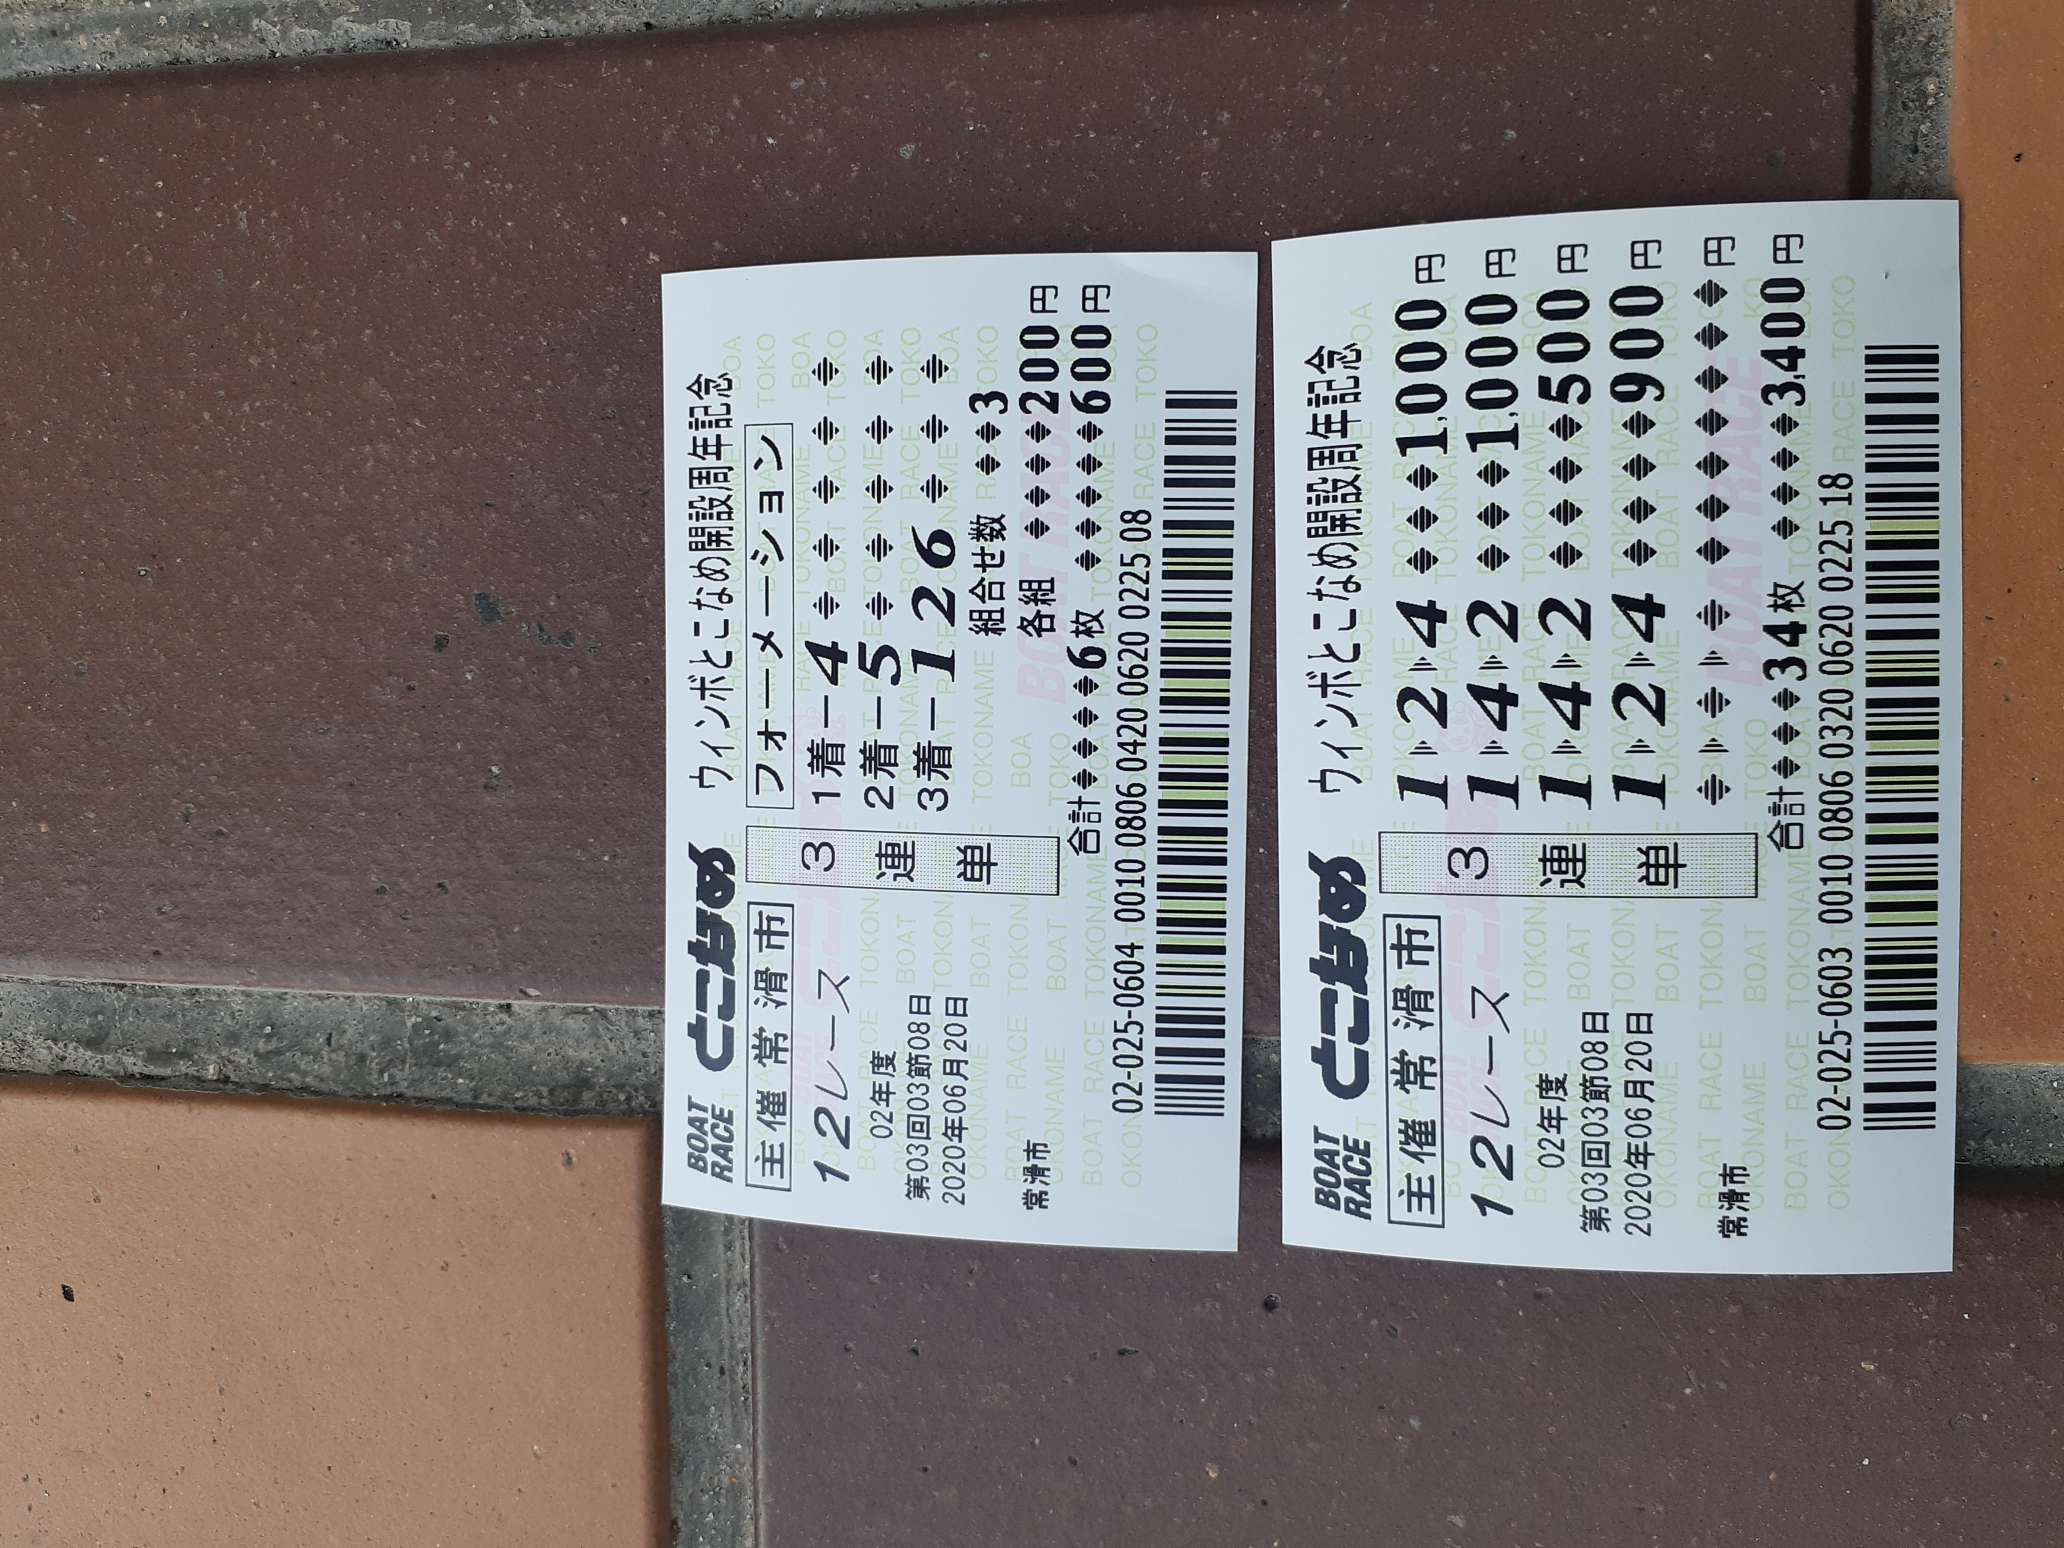 BOAT RACE とこなめ ウィンボとこなめ開設周年記念
主催 常滑市
フォーメーション
12レース
3連単
1着－4
2着－5
3着－1 2 6
02年度
第03回03節08日
2020年06月20日
組合せ数 3
各組 200円
常滑市
合計 6枚 600円
02-025-0604 0010 0806 0420 0620 0225 08
BOAT RACE とこなめ ウィンボとこなめ開設周年記念
主催 常滑市
12レース
3連単
1▷2▷4 1,000円
1▷4▷2 1,000円
1▷4▷2 500円
1▷2▷4 900円
円
02年度
第03回03節08日
2020年06月20日
常滑市
合計 34枚 3,400円
02-025-0603 0010 0806 0320 0620 0225 18